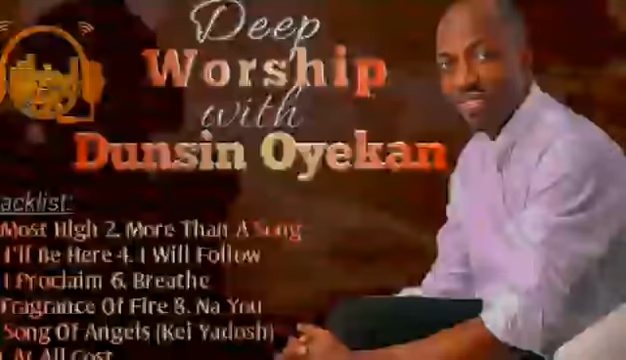 Deep
Worship
with
Dunsin Oyekan
acklist:
Most High 2. More Than A Song
I'll Be Here 4. I Will Follow
I Proclaim 6. Breathe
Fragrance Of Fire 8. Na You
Song Of Angels (Kei Yadosh)
At All Cost